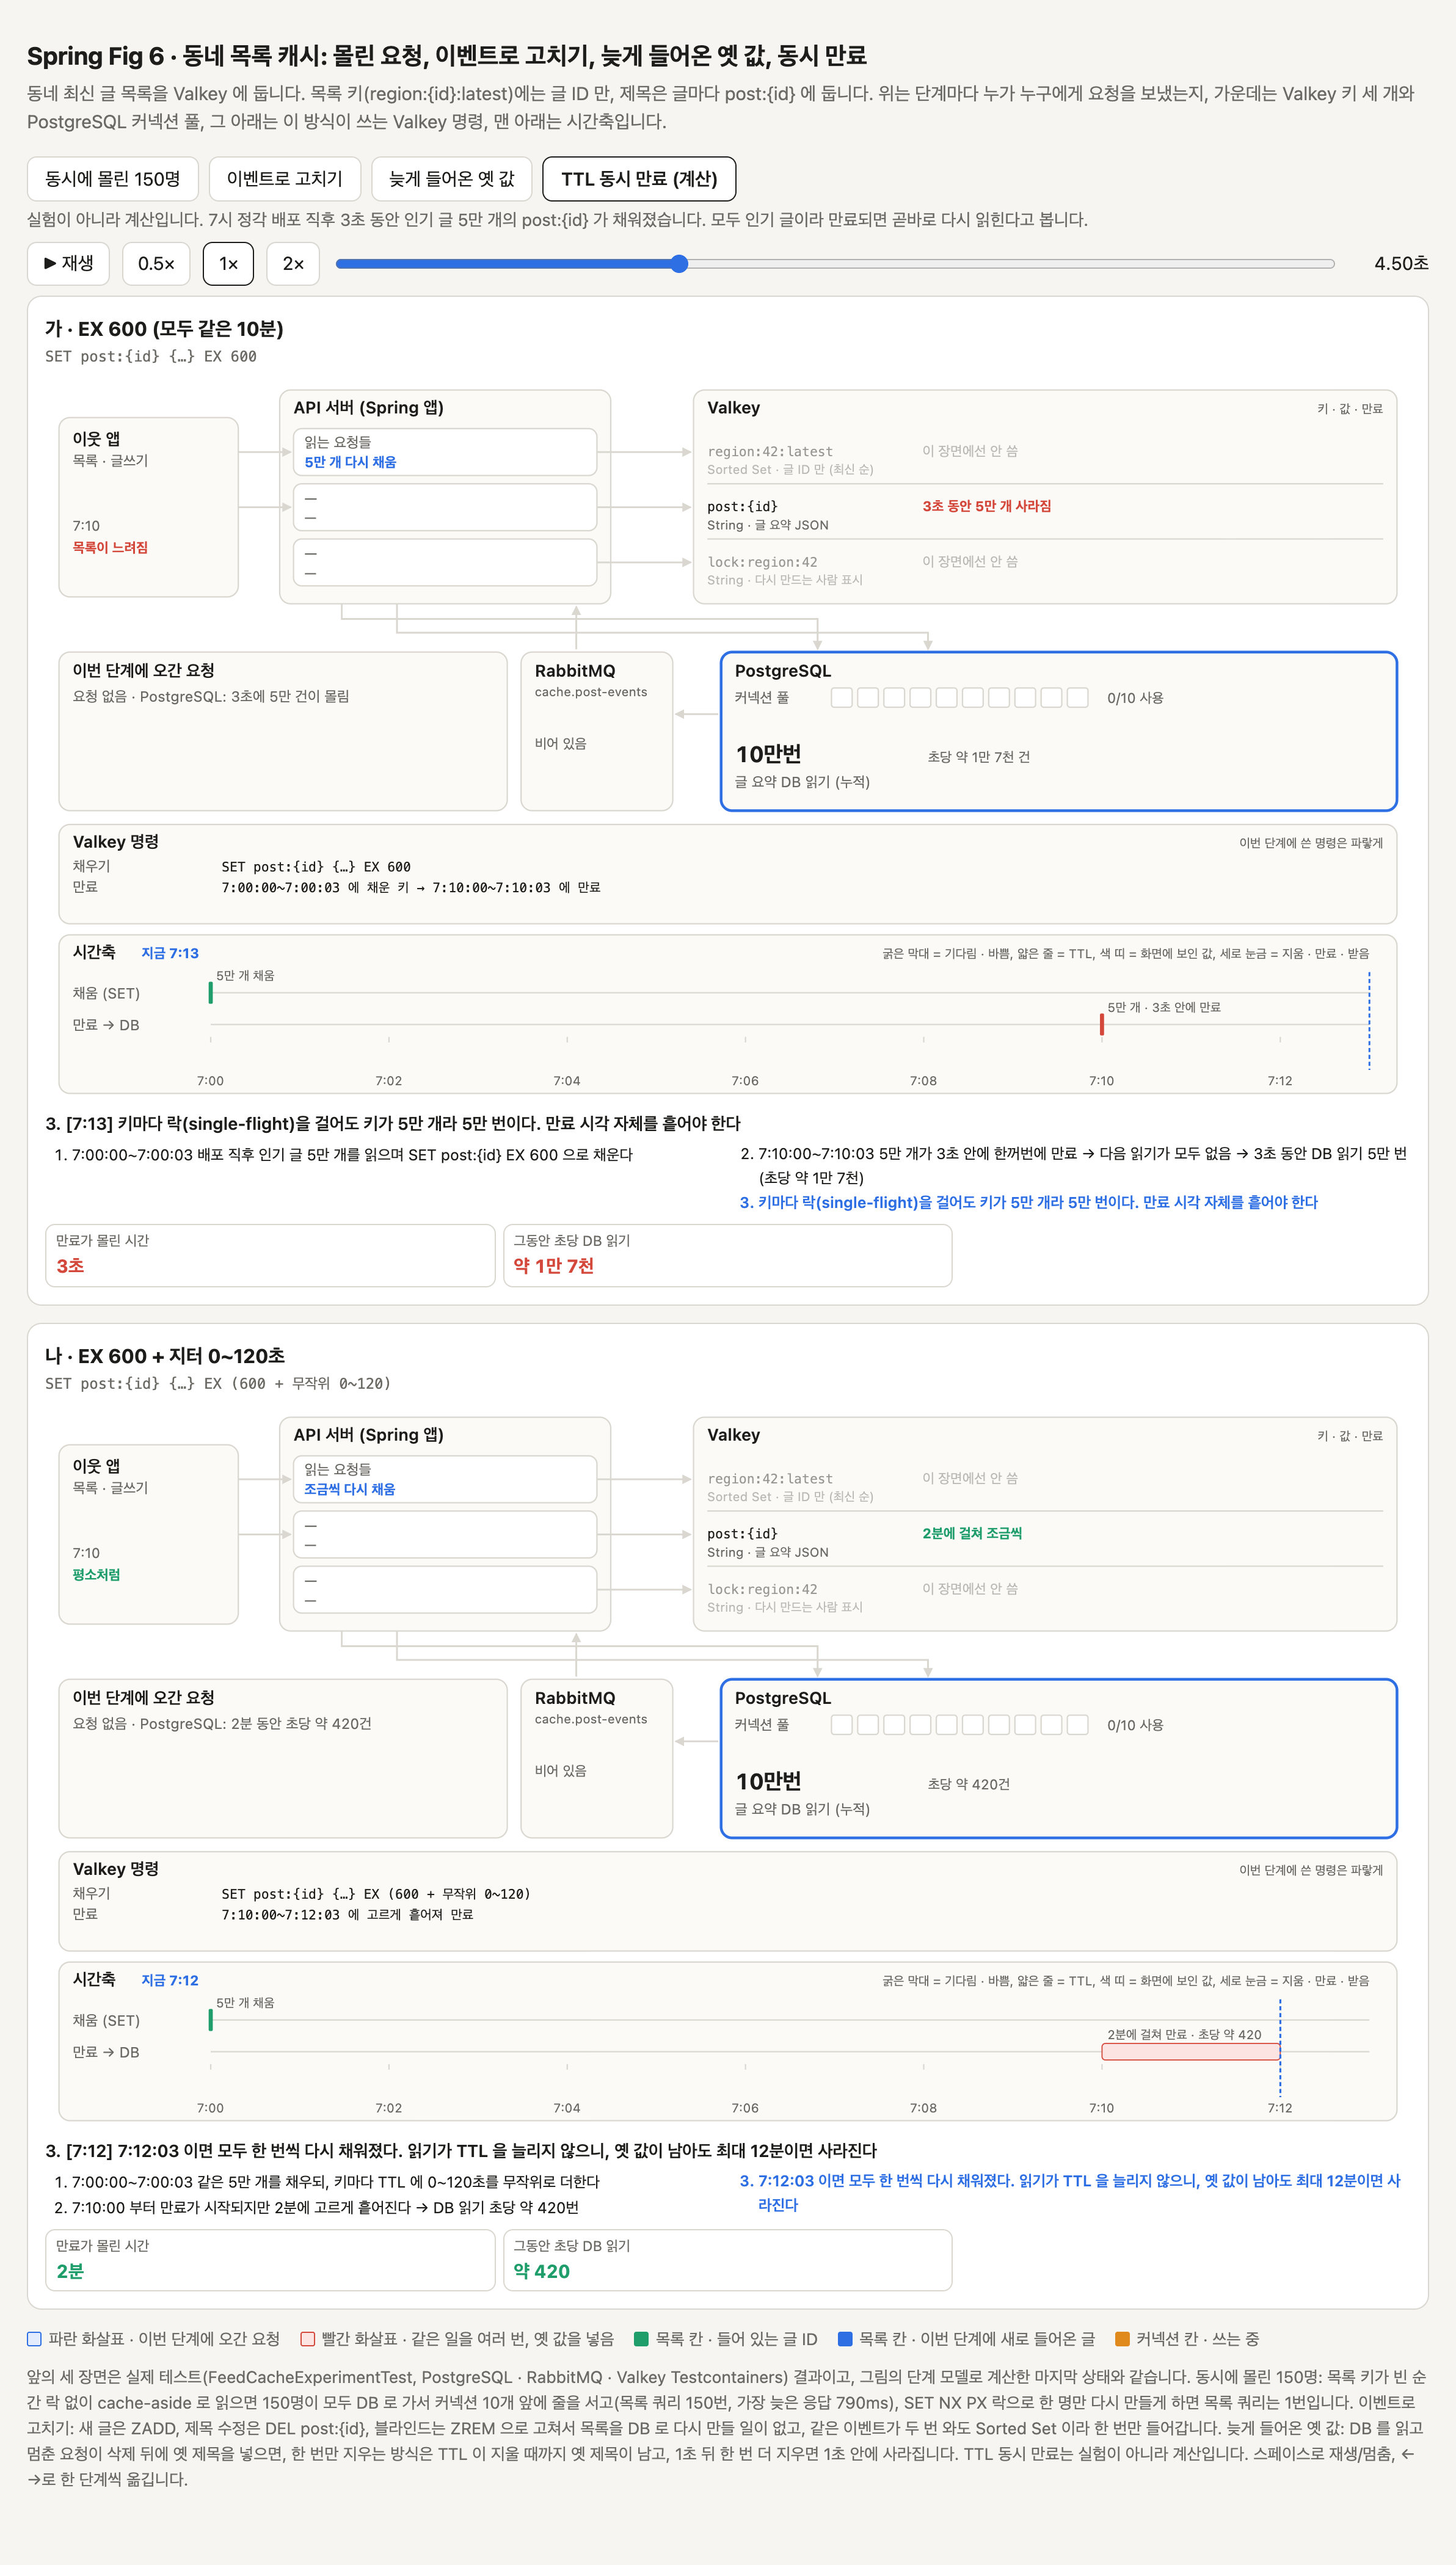 Spring Fig 6 · 동네 목록 캐시: 몰린 요청, 이벤트로 고치기, 늦게 들어온 옛 값, 동시 만료
동네 최신 글 목록을 Valkey 에 둡니다. 목록 키(region:{id}:latest)에는 글 ID 만, 제목은 글마다 post:{id} 에 둡니다. 위는 단계마다 누가 누구에게 요청을 보냈는지, 가운데는 Valkey 키 세 개와
PostgreSQL 커넥션 풀, 그 아래는 이 방식이 쓰는 Valkey 명령, 맨 아래는 시간축입니다.
동시에 몰린 150명
이벤트로 고치기
늦게 들어온 옛 값
TTL 동시 만료 (계산)
실험이 아니라 계산입니다. 7시 정각 배포 직후 3초 동안 인기 글 5만 개의 post:{id} 가 채워졌습니다. 모두 인기 글이라 만료되면 곧바로 다시 읽힌다고 봅니다.
▶ 재생
0.5×
1×
2×
4.50초
가 · EX 600 (모두 같은 10분)
SET post:{id} {…} EX 600
이웃 앱
목록 · 글쓰기
7:10
목록이 느려짐
API 서버 (Spring 앱)
읽는 요청들
5만 개 다시 채움
—
—
—
—
Valkey
키 · 값 · 만료
region:42:latest
이 장면에선 안 씀
Sorted Set · 글 ID 만 (최신 순)
post:{id}
3초 동안 5만 개 사라짐
String · 글 요약 JSON
lock:region:42
이 장면에선 안 씀
String · 다시 만드는 사람 표시
이번 단계에 오간 요청
요청 없음 · PostgreSQL: 3초에 5만 건이 몰림
RabbitMQ
cache.post-events
비어 있음
PostgreSQL
커넥션 풀
0/10 사용
10만번
초당 약 1만 7천 건
글 요약 DB 읽기 (누적)
Valkey 명령
이번 단계에 쓴 명령은 파랗게
채우기
SET post:{id} {…} EX 600
만료
7:00:00~7:00:03 에 채운 키 → 7:10:00~7:10:03 에 만료
시간축
지금 7:13
굵은 막대 = 기다림 · 바쁨, 얇은 줄 = TTL, 색 띠 = 화면에 보인 값, 세로 눈금 = 지움 · 만료 · 받음
5만 개 채움
채움 (SET)
5만 개 · 3초 안에 만료
만료 → DB
7:00
7:02
7:04
7:06
7:08
7:10
7:12
3. [7:13] 키마다 락(single-flight)을 걸어도 키가 5만 개라 5만 번이다. 만료 시각 자체를 흩어야 한다
1. 7:00:00~7:00:03 배포 직후 인기 글 5만 개를 읽으며 SET post:{id} EX 600 으로 채운다
2. 7:10:00~7:10:03 5만 개가 3초 안에 한꺼번에 만료 → 다음 읽기가 모두 없음 → 3초 동안 DB 읽기 5만 번
(초당 약 1만 7천)
3. 키마다 락(single-flight)을 걸어도 키가 5만 개라 5만 번이다. 만료 시각 자체를 흩어야 한다
만료가 몰린 시간
3초
그동안 초당 DB 읽기
약 1만 7천
나 · EX 600 + 지터 0~120초
SET post:{id} {…} EX (600 + 무작위 0~120)
이웃 앱
목록 · 글쓰기
7:10
평소처럼
API 서버 (Spring 앱)
읽는 요청들
조금씩 다시 채움
—
—
—
—
Valkey
키 · 값 · 만료
region:42:latest
이 장면에선 안 씀
Sorted Set · 글 ID 만 (최신 순)
post:{id}
2분에 걸쳐 조금씩
String · 글 요약 JSON
lock:region:42
이 장면에선 안 씀
String · 다시 만드는 사람 표시
이번 단계에 오간 요청
요청 없음 · PostgreSQL: 2분 동안 초당 약 420건
RabbitMQ
cache.post-events
비어 있음
PostgreSQL
커넥션 풀
0/10 사용
10만번
초당 약 420건
글 요약 DB 읽기 (누적)
Valkey 명령
이번 단계에 쓴 명령은 파랗게
채우기
SET post:{id} {…} EX (600 + 무작위 0~120)
만료
7:10:00~7:12:03 에 고르게 흩어져 만료
시간축
지금 7:12
굵은 막대 = 기다림 · 바쁨, 얇은 줄 = TTL, 색 띠 = 화면에 보인 값, 세로 눈금 = 지움 · 만료 · 받음
5만 개 채움
채움 (SET)
2분에 걸쳐 만료 · 초당 약 420
만료 → DB
7:00
7:02
7:04
7:06
7:08
7:10
7:12
3. [7:12] 7:12:03 이면 모두 한 번씩 다시 채워졌다. 읽기가 TTL 을 늘리지 않으니, 옛 값이 남아도 최대 12분이면 사라진다
1. 7:00:00~7:00:03 같은 5만 개를 채우되, 키마다 TTL 에 0~120초를 무작위로 더한다
2. 7:10:00 부터 만료가 시작되지만 2분에 고르게 흩어진다 → DB 읽기 초당 약 420번
3. 7:12:03 이면 모두 한 번씩 다시 채워졌다. 읽기가 TTL 을 늘리지 않으니, 옛 값이 남아도 최대 12분이면 사
라진다
만료가 몰린 시간
2분
그동안 초당 DB 읽기
약 420
파란 화살표 · 이번 단계에 오간 요청
빨간 화살표 · 같은 일을 여러 번, 옛 값을 넣음
목록 칸 · 들어 있는 글 ID
목록 칸 · 이번 단계에 새로 들어온 글
커넥션 칸 · 쓰는 중
앞의 세 장면은 실제 테스트(FeedCacheExperimentTest, PostgreSQL · RabbitMQ · Valkey Testcontainers) 결과이고, 그림의 단계 모델로 계산한 마지막 상태와 같습니다. 동시에 몰린 150명: 목록 키가 빈 순
간 락 없이 cache-aside 로 읽으면 150명이 모두 DB 로 가서 커넥션 10개 앞에 줄을 서고(목록 쿼리 150번, 가장 늦은 응답 790ms), SET NX PX 락으로 한 명만 다시 만들게 하면 목록 쿼리는 1번입니다. 이벤트로
고치기: 새 글은 ZADD, 제목 수정은 DEL post:{id}, 블라인드는 ZREM 으로 고쳐서 목록을 DB 로 다시 만들 일이 없고, 같은 이벤트가 두 번 와도 Sorted Set 이라 한 번만 들어갑니다. 늦게 들어온 옛 값: DB 를 읽고
멈춘 요청이 삭제 뒤에 옛 제목을 넣으면, 한 번만 지우는 방식은 TTL 이 지울 때까지 옛 제목이 남고, 1초 뒤 한 번 더 지우면 1초 안에 사라집니다. TTL 동시 만료는 실험이 아니라 계산입니다. 스페이스로 재생/멈춤, ←
→로 한 단계씩 옮깁니다.